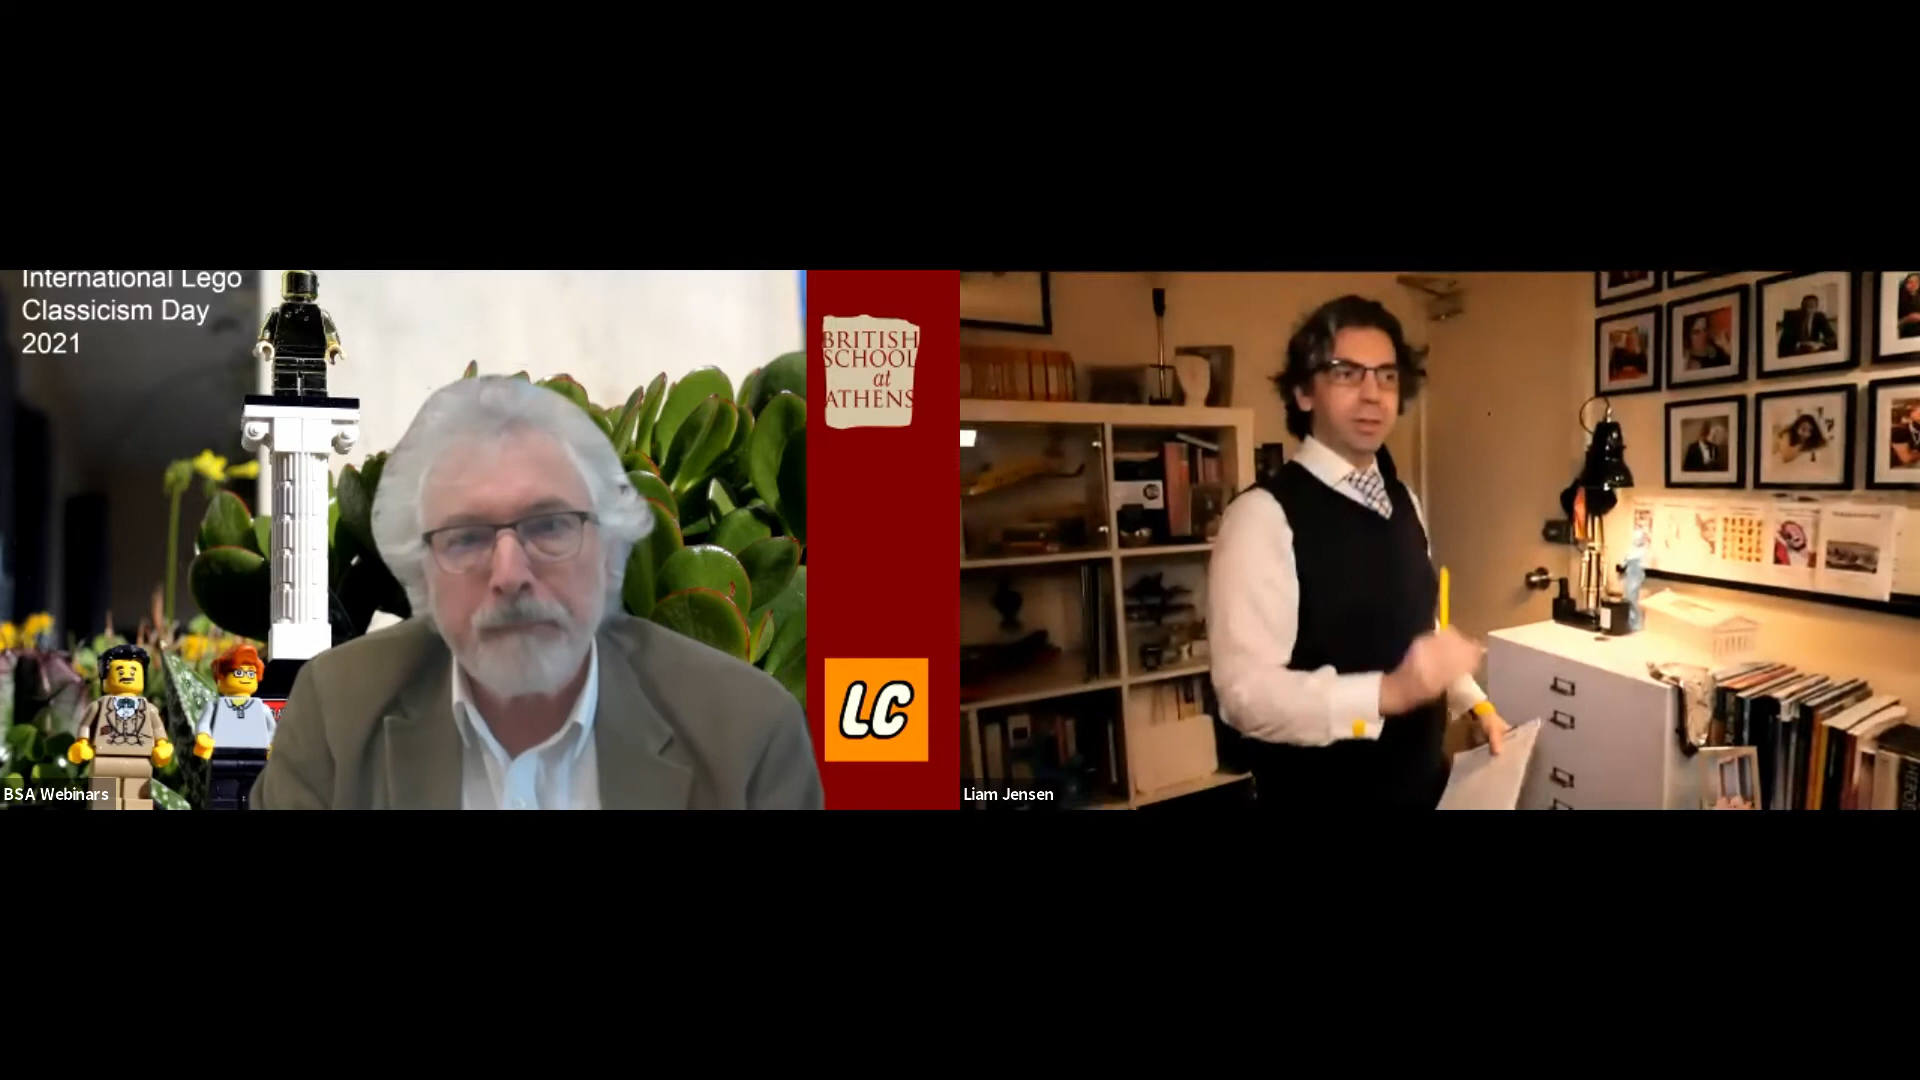 International Lego
Classicism Day
2021
BRITISH
SCHOOL
at
ATHENS
LC
BSA Webinars
Liam Jensen